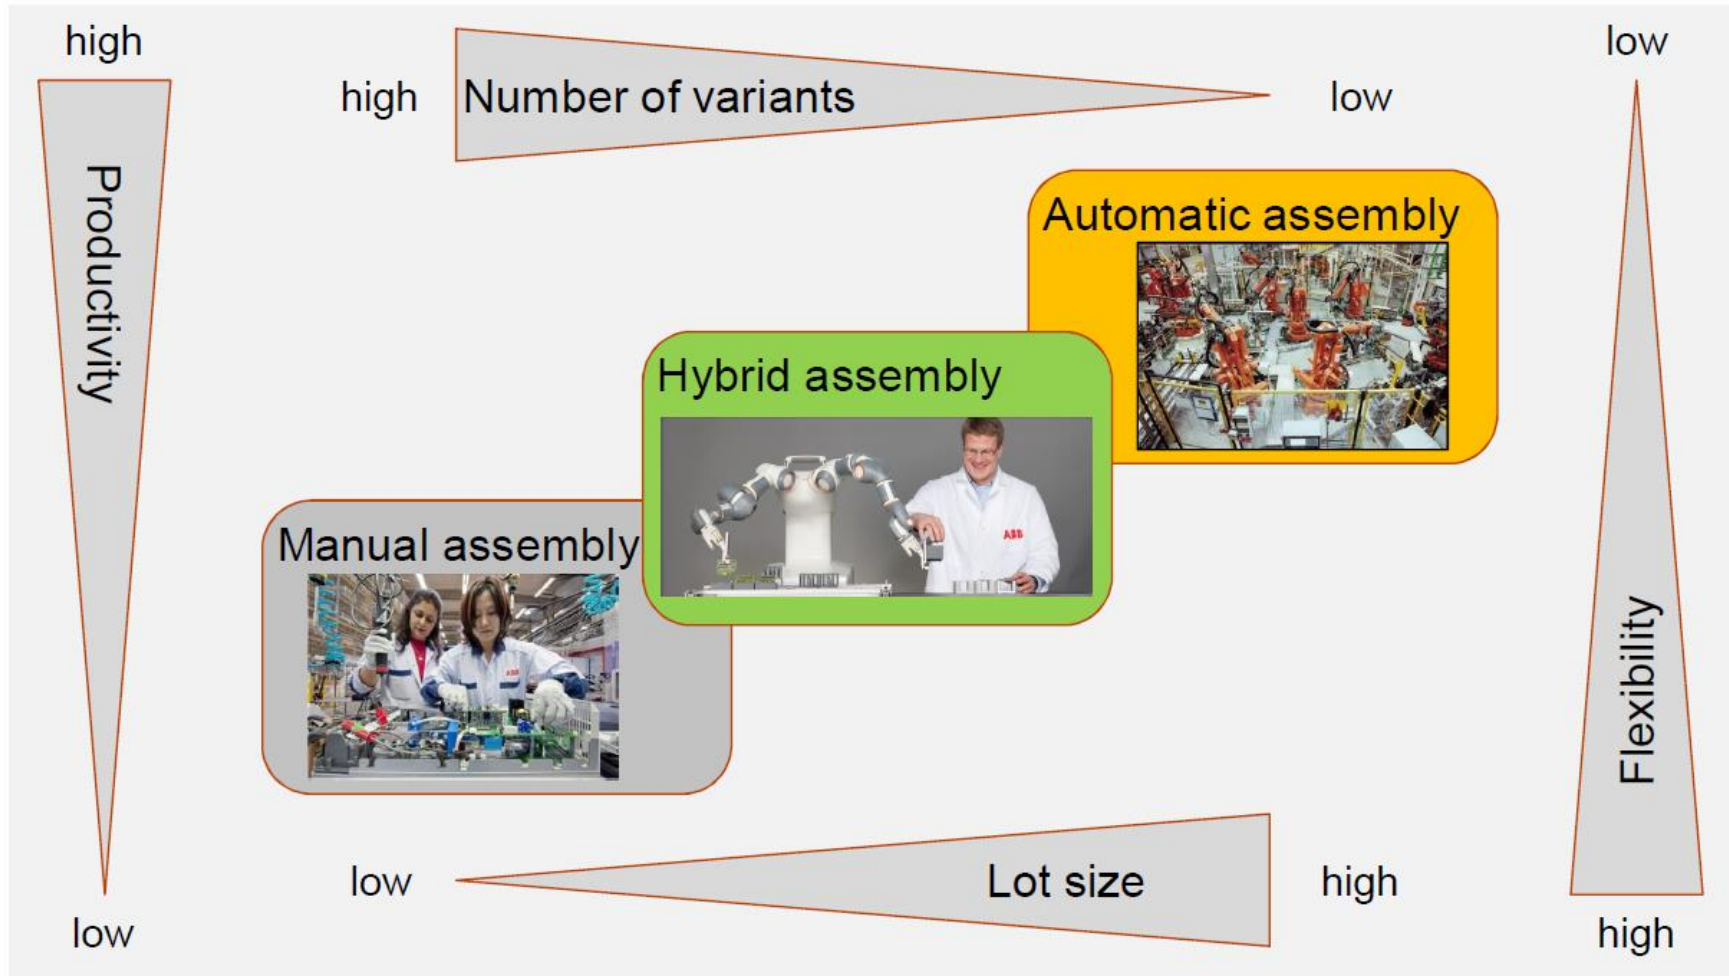 high
low
high
Number of variants
low
Productivity
Automatic assembly
Hybrid assembly
ABB
Manual assembly
ABB
Flexibility
low
Lot size
high
low
high